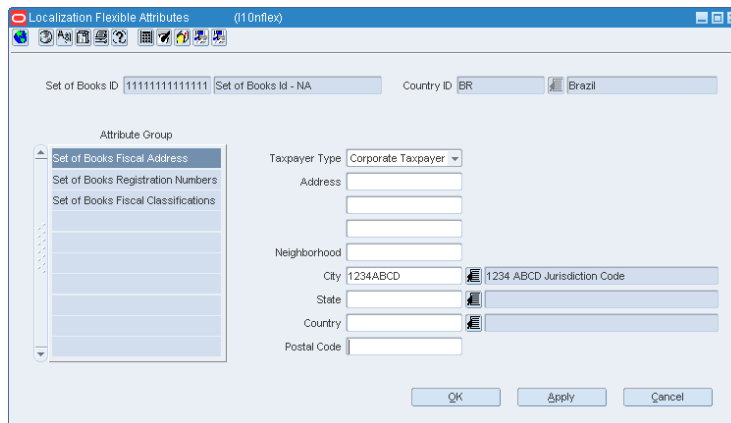 Localization Flexible Attributes (l10nflex)
Set of Books ID 11111111111111 Set of Books Id - NA Country ID BR Brazil
Attribute Group
Set of Books Fiscal Address
Set of Books Registration Numbers
Set of Books Fiscal Classifications
Taxpayer Type Corporate Taxpayer
Address
Neighborhood
City 1234ABCD 1234 ABCD Jurisdiction Code
State
Country
Postal Code
OK Apply Cancel